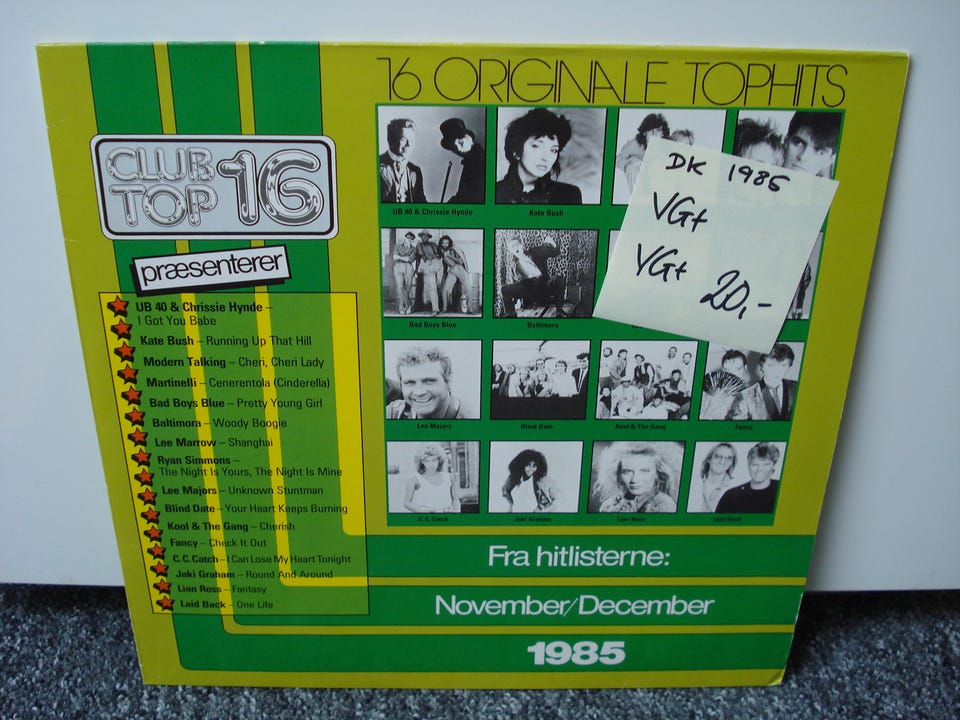 16 ORIGINALE TOPHITS
CLUB
TOP 16
præsenterer
UB 40 & Chrissie Hynde –
I Got You Babe
Kate Bush – Running Up That Hill
Modern Talking – Cheri, Cheri Lady
Martinelli – Cenerentola (Cinderella)
Bad Boys Blue – Pretty Young Girl
Baltimora – Woody Boogie
Lee Marrow – Shanghai
Ryan Simmons –
The Night Is Yours, The Night Is Mine
Lee Majors – Unknown Stuntman
Blind Date – Your Heart Keeps Burning
Kool & The Gang – Cherish
Fancy – Check It Out
C.C. Catch – I Can Lose My Heart Tonight
Jaki Graham – Round And Around
Lian Ross – Fantasy
Laid Back – One Life
UB 40 & Chrissie Hynde
Kate Bush
Bad Boys Blue
Baltimora
Lee Majors
Blind Date
Kool & The Gang
Fancy
C.C. Catch
Jaki Graham
Lian Ross
Laid Back
DK 1985
VG+
VG+
20,-
Fra hitlisterne:
November/December
1985